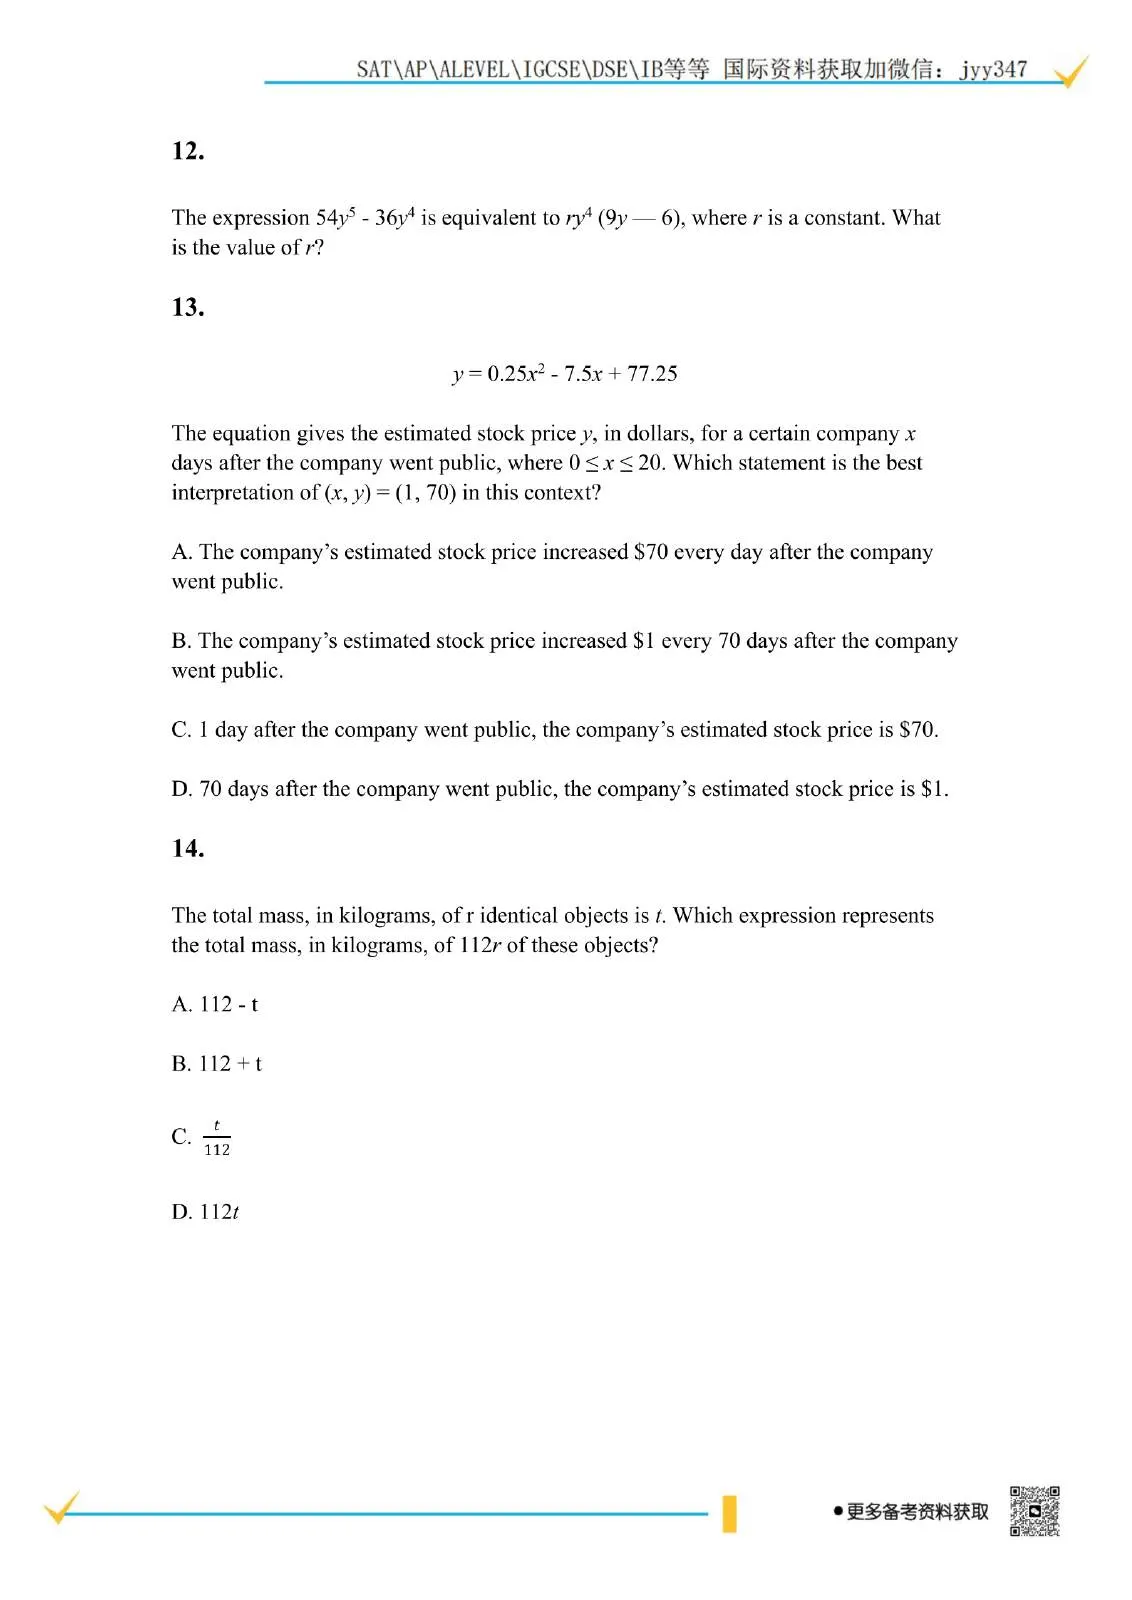 SAT\AP\ALEVEL\IGCSE\DSE\IB等等 国际资料获取加微信：jyy347
12.
The expression 54y⁵ - 36y⁴ is equivalent to ry⁴ (9y — 6), where r is a constant. What
is the value of r?
13.
y = 0.25x² - 7.5x + 77.25
The equation gives the estimated stock price y, in dollars, for a certain company x
days after the company went public, where 0 ≤ x ≤ 20. Which statement is the best
interpretation of (x, y) = (1, 70) in this context?
A. The company’s estimated stock price increased $70 every day after the company
went public.
B. The company’s estimated stock price increased $1 every 70 days after the company
went public.
C. 1 day after the company went public, the company’s estimated stock price is $70.
D. 70 days after the company went public, the company’s estimated stock price is $1.
14.
The total mass, in kilograms, of r identical objects is t. Which expression represents
the total mass, in kilograms, of 112r of these objects?
A. 112 - t
B. 112 + t
C. t/112
D. 112t
●更多备考资料获取